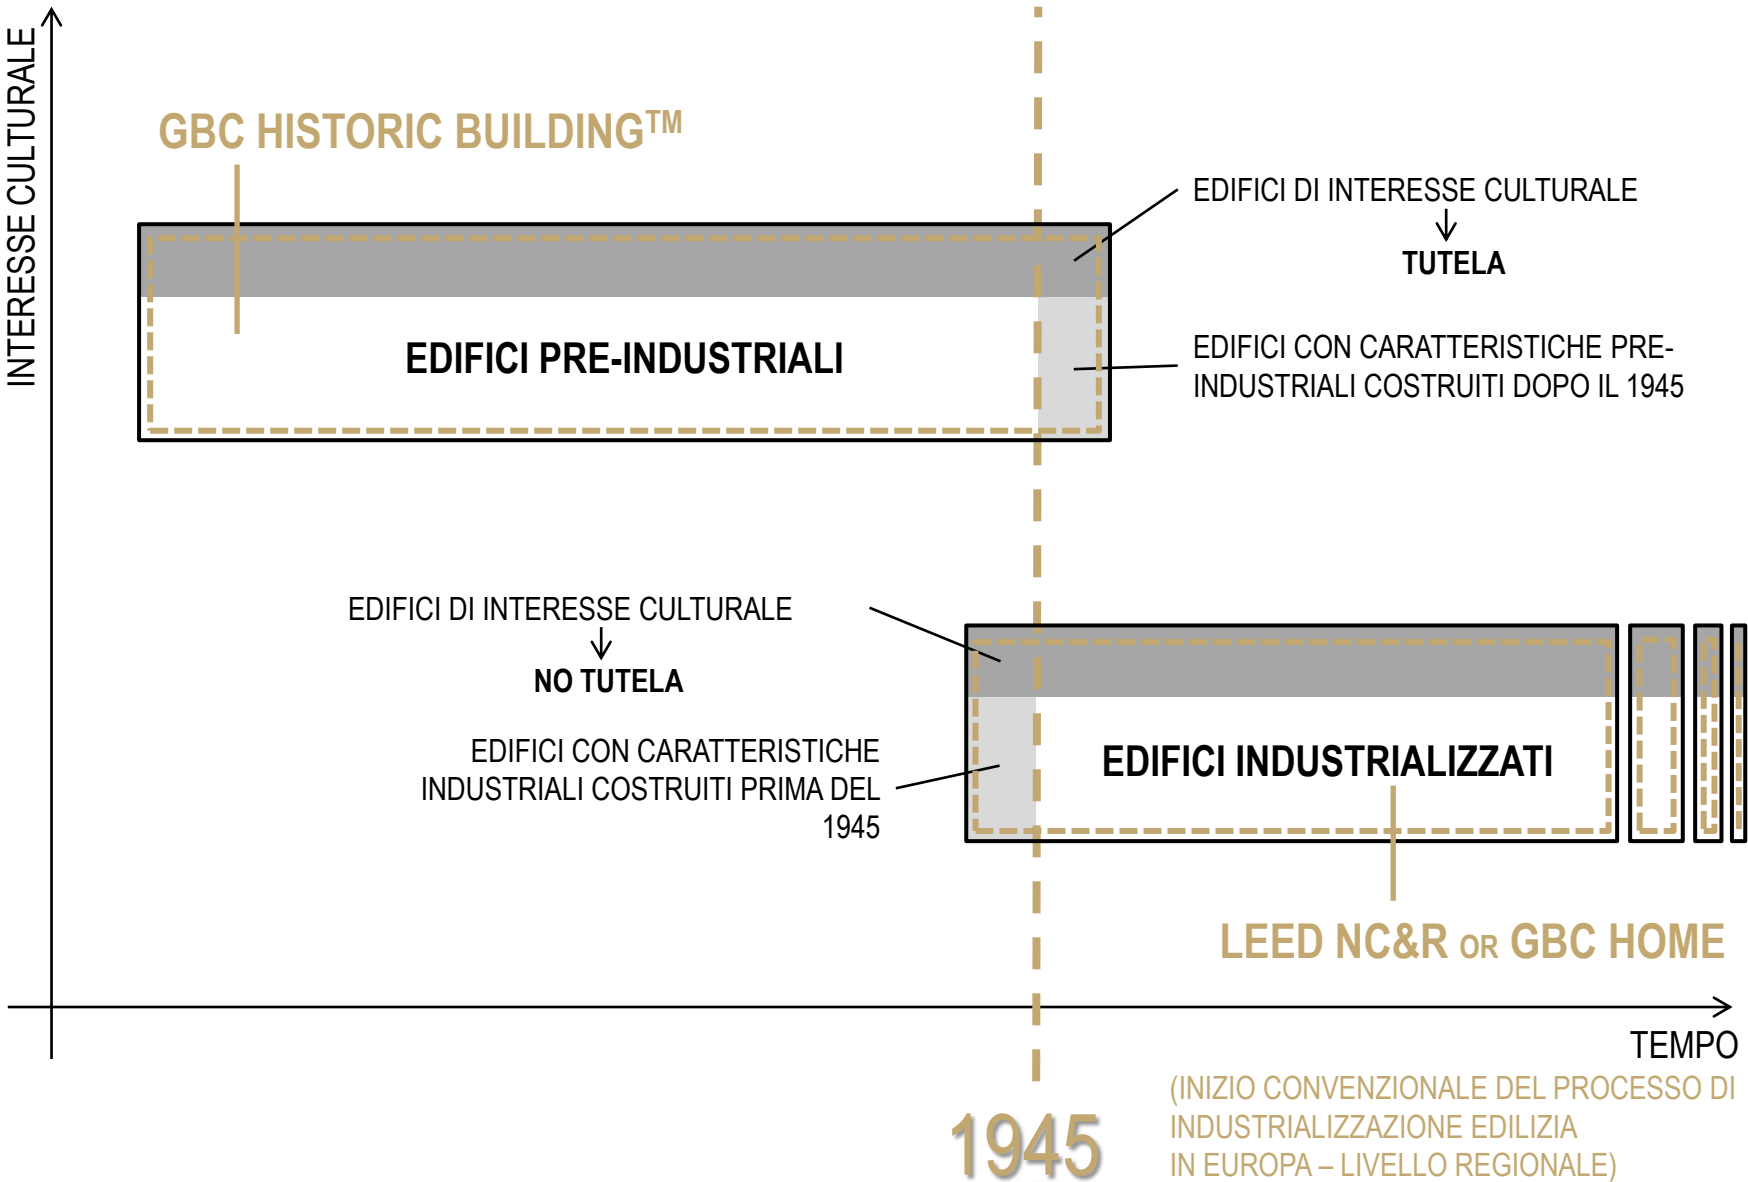 INTERESSE CULTURALE
GBC HISTORIC BUILDING™
EDIFICI DI INTERESSE CULTURALE
TUTELA
EDIFICI PRE-INDUSTRIALI
EDIFICI CON CARATTERISTICHE PRE-
INDUSTRIALI COSTRUITI DOPO IL 1945
EDIFICI DI INTERESSE CULTURALE
NO TUTELA
EDIFICI CON CARATTERISTICHE
INDUSTRIALI COSTRUITI PRIMA DEL
1945
EDIFICI INDUSTRIALIZZATI
LEED NC&R OR GBC HOME
TEMPO
1945
(INIZIO CONVENZIONALE DEL PROCESSO DI
INDUSTRIALIZZAZIONE EDILIZIA
IN EUROPA – LIVELLO REGIONALE)